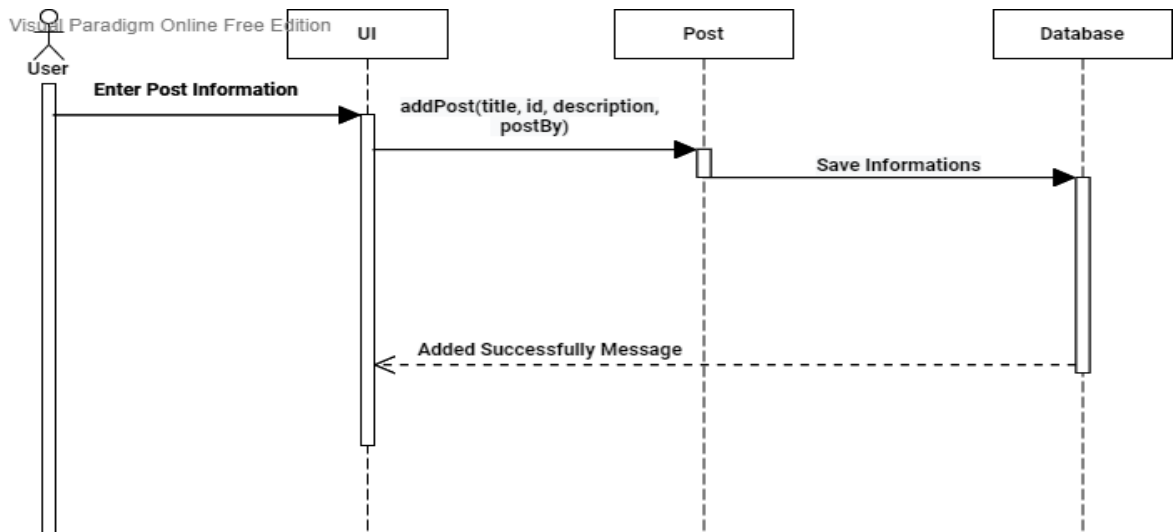 Visual Paradigm Online Free Edition
User
UI
Post
Database
Enter Post Information
addPost(title, id, description,
postBy)
Save Informations
Added Successfully Message